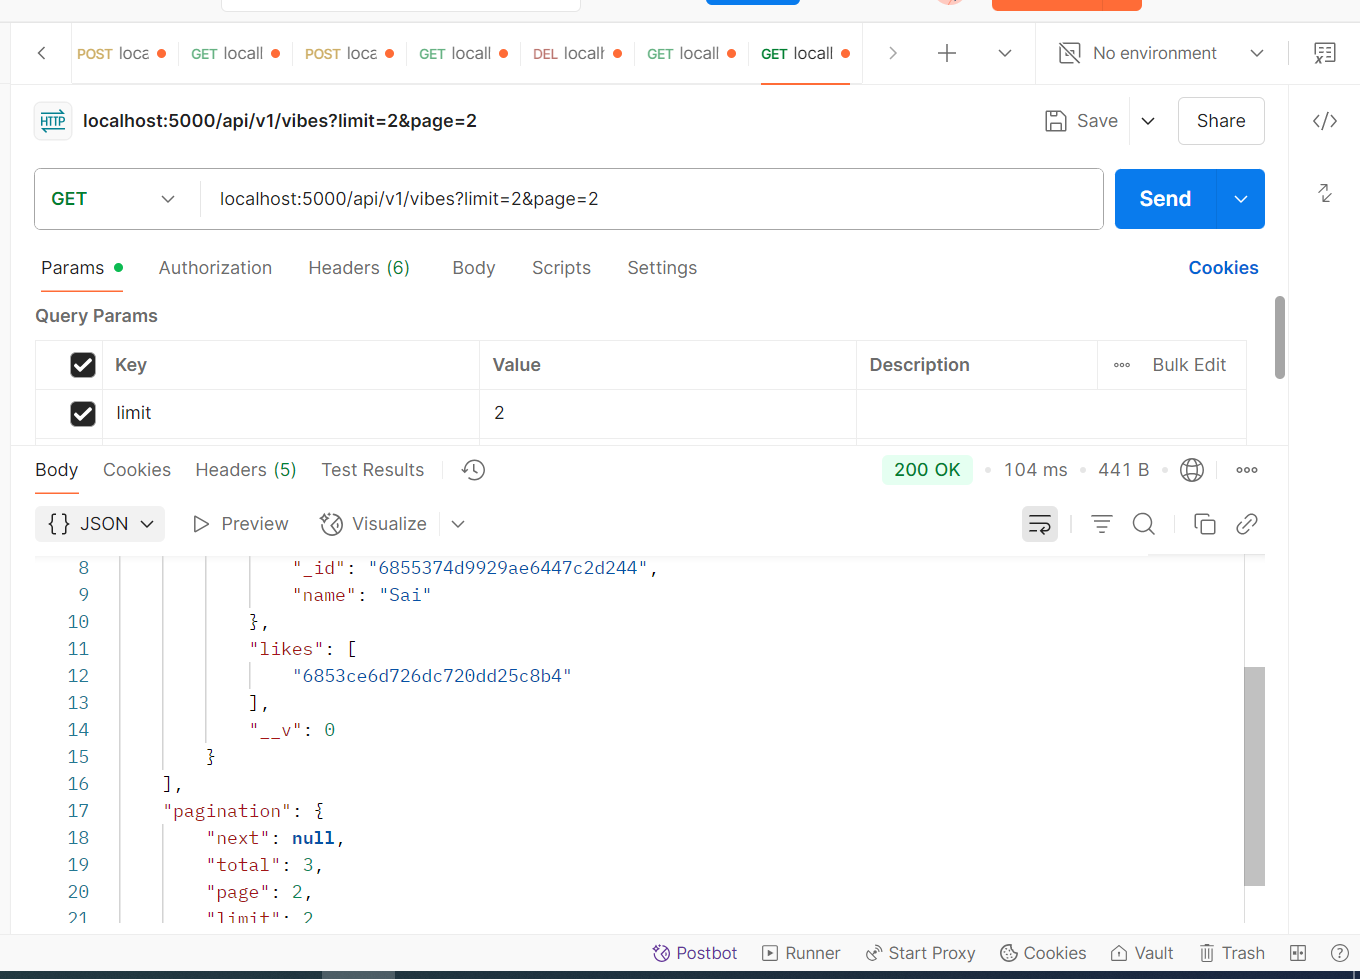 POST loca GET locall POST loca GET locall DEL locall GET locall GET locall No environment
HTTP localhost:5000/api/v1/vibes?limit=2&page=2 Save Share
GET localhost:5000/api/v1/vibes?limit=2&page=2 Send
Params Authorization Headers (6) Body Scripts Settings Cookies
Query Params
Key Value Description Bulk Edit
limit 2
Body Cookies Headers (5) Test Results 200 OK 104 ms 441 B
{ } JSON Preview Visualize
8 "_id": "6855374d9929ae6447c2d244",
9 "name": "Sai"
10 },
11 "likes": [
12 "6853ce6d726dc720dd25c8b4"
13 ],
14 "__v": 0
15 }
16 ],
17 "pagination": {
18 "next": null,
19 "total": 3,
20 "page": 2,
21 "limit": 2
Postbot Runner Start Proxy Cookies Vault Trash